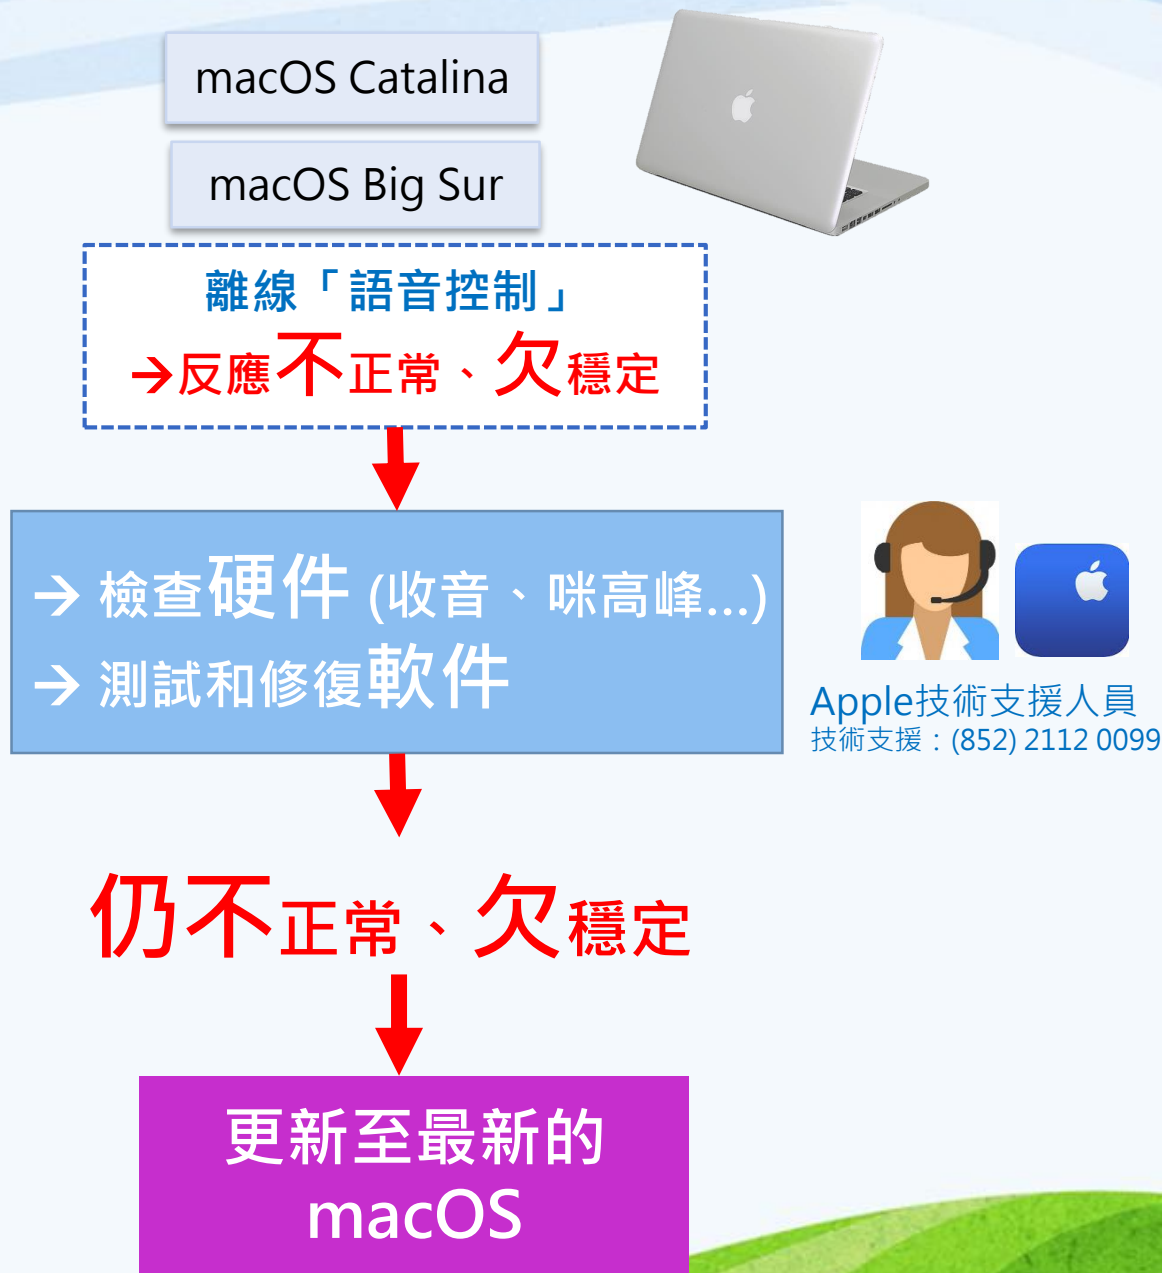 macOS Catalina
macOS Big Sur
離線「語音控制」
→反應不正常、欠穩定
→ 檢查硬件 (收音、咪高峰...)
→ 測試和修復軟件
Apple技術支援人員
技術支援：(852) 2112 0099
仍不正常、欠穩定
更新至最新的
macOS